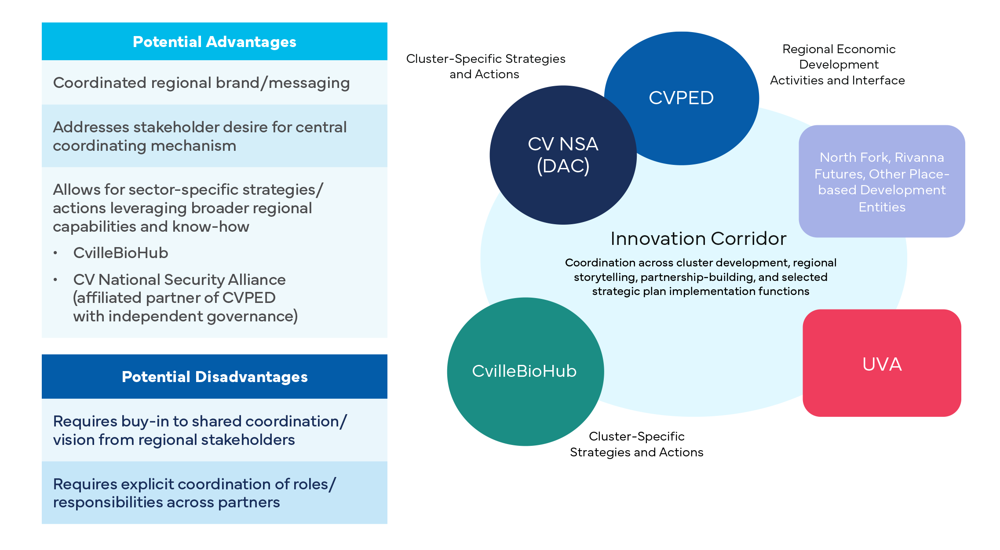 Potential Advantages
Coordinated regional brand/messaging
Addresses stakeholder desire for central
coordinating mechanism
Allows for sector-specific strategies/
actions leveraging broader regional
capabilities and know-how
• CvilleBioHub
• CV National Security Alliance
(affiliated partner of CVPED
with independent governance)
Potential Disadvantages
Requires buy-in to shared coordination/
vision from regional stakeholders
Requires explicit coordination of roles/
responsibilities across partners
Cluster-Specific Strategies
and Actions
CVPED
Regional Economic
Development
Activities and Interface
CV NSA
(DAC)
North Fork, Rivanna
Futures, Other Place-
based Development
Entities
Innovation Corridor
Coordination across cluster development, regional
storytelling, partnership-building, and selected
strategic plan implementation functions
CvilleBioHub
UVA
Cluster-Specific
Strategies and Actions